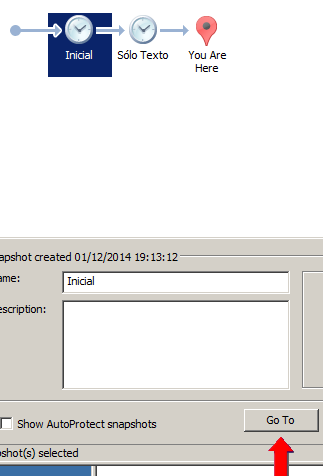 Inicial
Sólo Texto
You Are
Here
apshot created 01/12/2014 19:13:12
ame:
Inicial
escription:
Show AutoProtect snapshots
Go To
pshot(s) selected